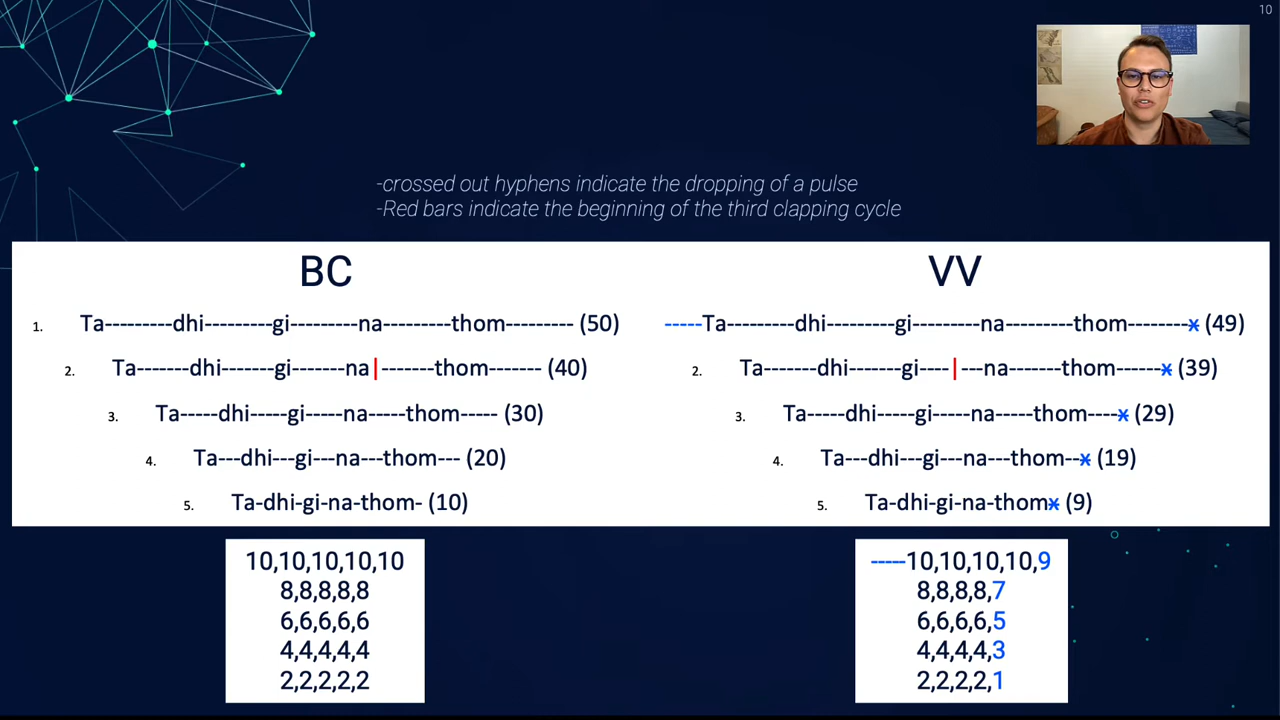 10
-crossed out hyphens indicate the dropping of a pulse
-Red bars indicate the beginning of the third clapping cycle
BC
1. Ta---------dhi---------gi---------na---------thom--------- (50)
2. Ta-------dhi-------gi-------na|-------thom------- (40)
3. Ta-----dhi-----gi-----na-----thom----- (30)
4. Ta---dhi---gi---na---thom--- (20)
5. Ta-dhi-gi-na-thom- (10)
10,10,10,10,10
8,8,8,8,8
6,6,6,6,6
4,4,4,4,4
2,2,2,2,2
VV
1. -----Ta---------dhi---------gi---------na---------thom--------x (49)
2. Ta-------dhi-------gi----|---na-------thom------x (39)
3. Ta-----dhi-----gi-----na-----thom----x (29)
4. Ta---dhi---gi---na---thom--x (19)
5. Ta-dhi-gi-na-thomx (9)
-----10,10,10,10,9
8,8,8,8,7
6,6,6,6,5
4,4,4,4,3
2,2,2,2,1